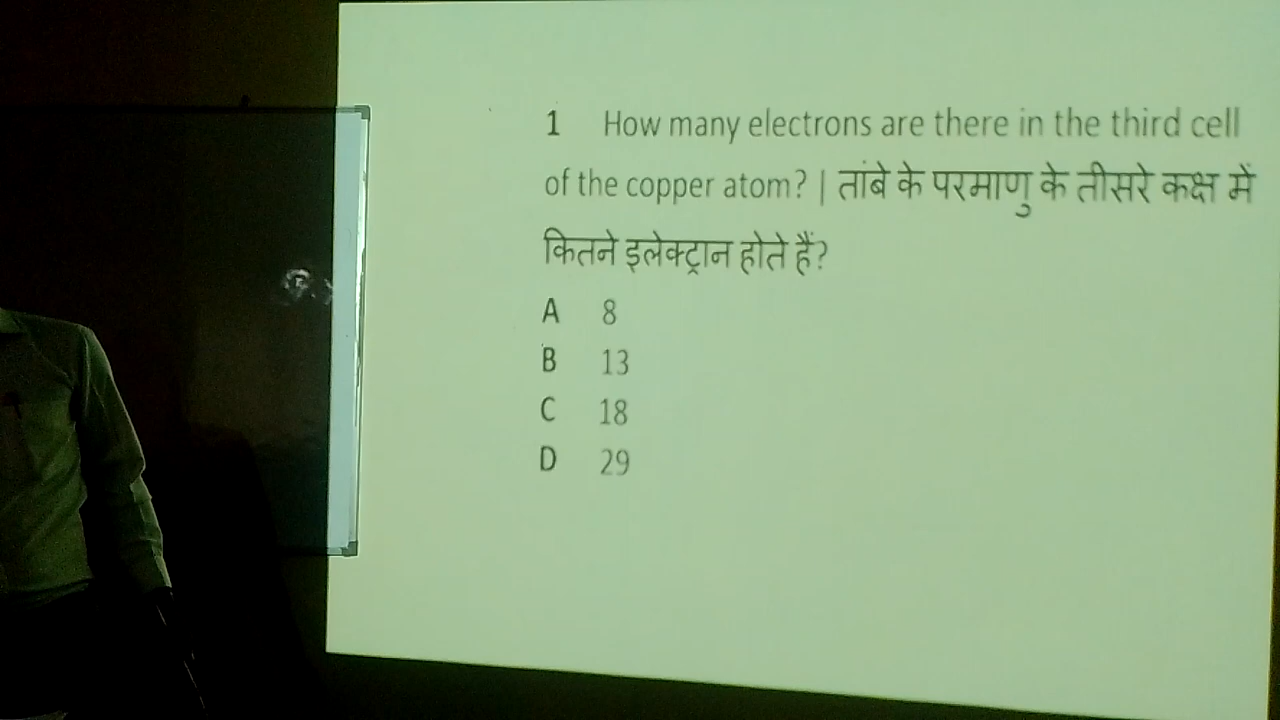 1 How many electrons are there in the third cell
of the copper atom? | तांबे के परमाणु के तीसरे कक्ष में
कितने इलेक्ट्रान होते हैं?
A 8
B 13
C 18
D 29